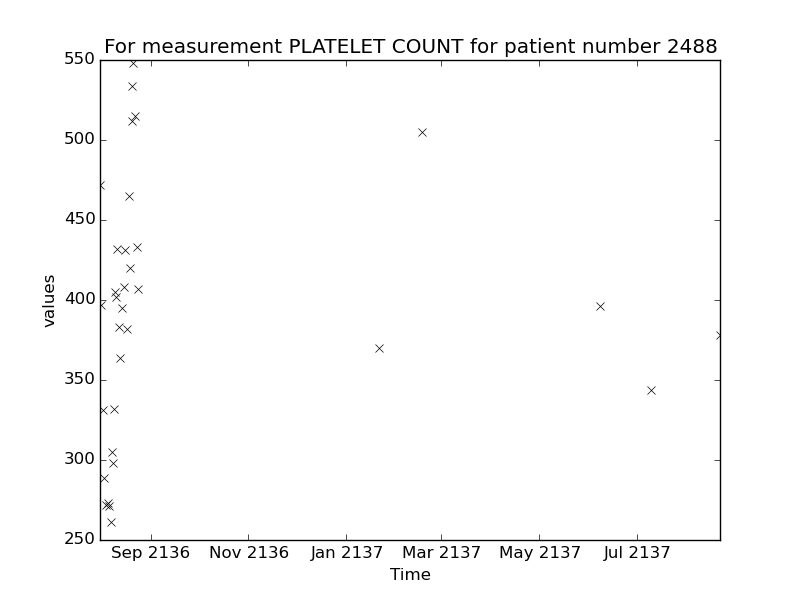 For measurement PLATELET COUNT for patient number 2488
550
500
450
400
350
300
250
values
Sep 2136 Nov 2136 Jan 2137 Mar 2137 May 2137 Jul 2137
Time